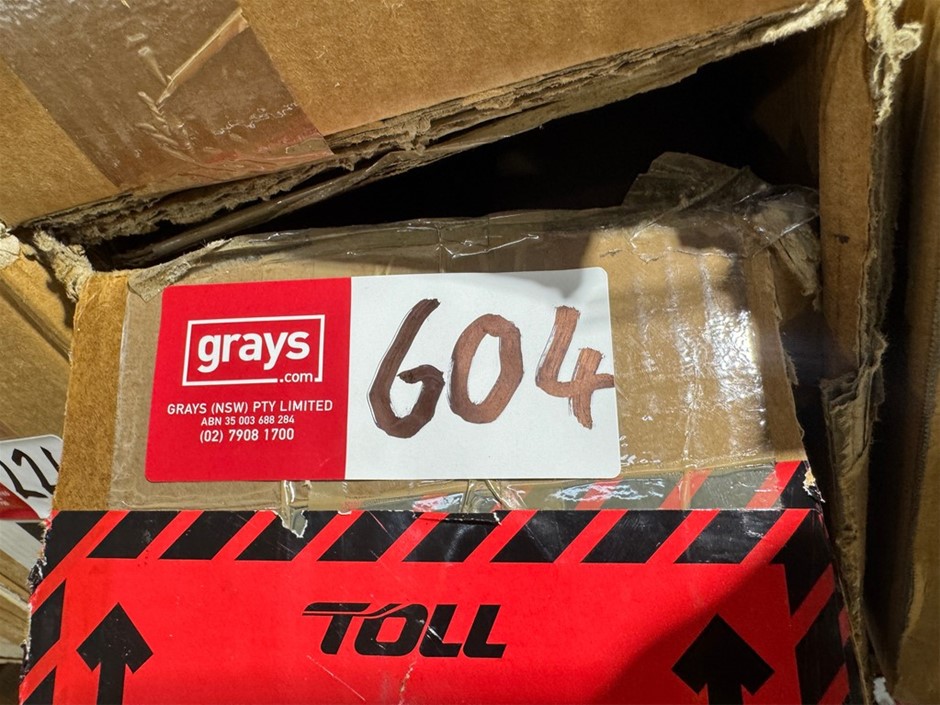 grays
.com
GRAYS (NSW) PTY LIMITED
ABN 35 003 688 284
(02) 7908 1700
604
TOLL